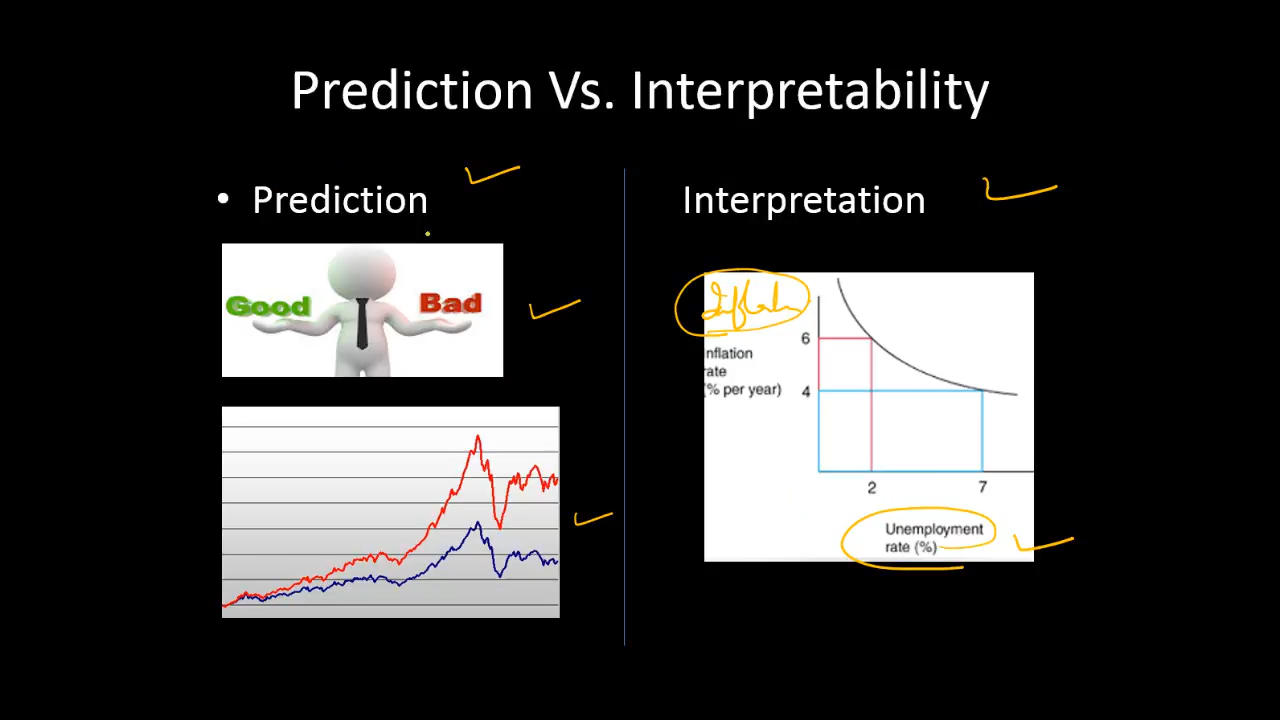 Prediction Vs. Interpretability
• Prediction
Good Bad
Interpretation
6
nflation
rate
(% per year)
4
2 7
Unemployment
rate (%)